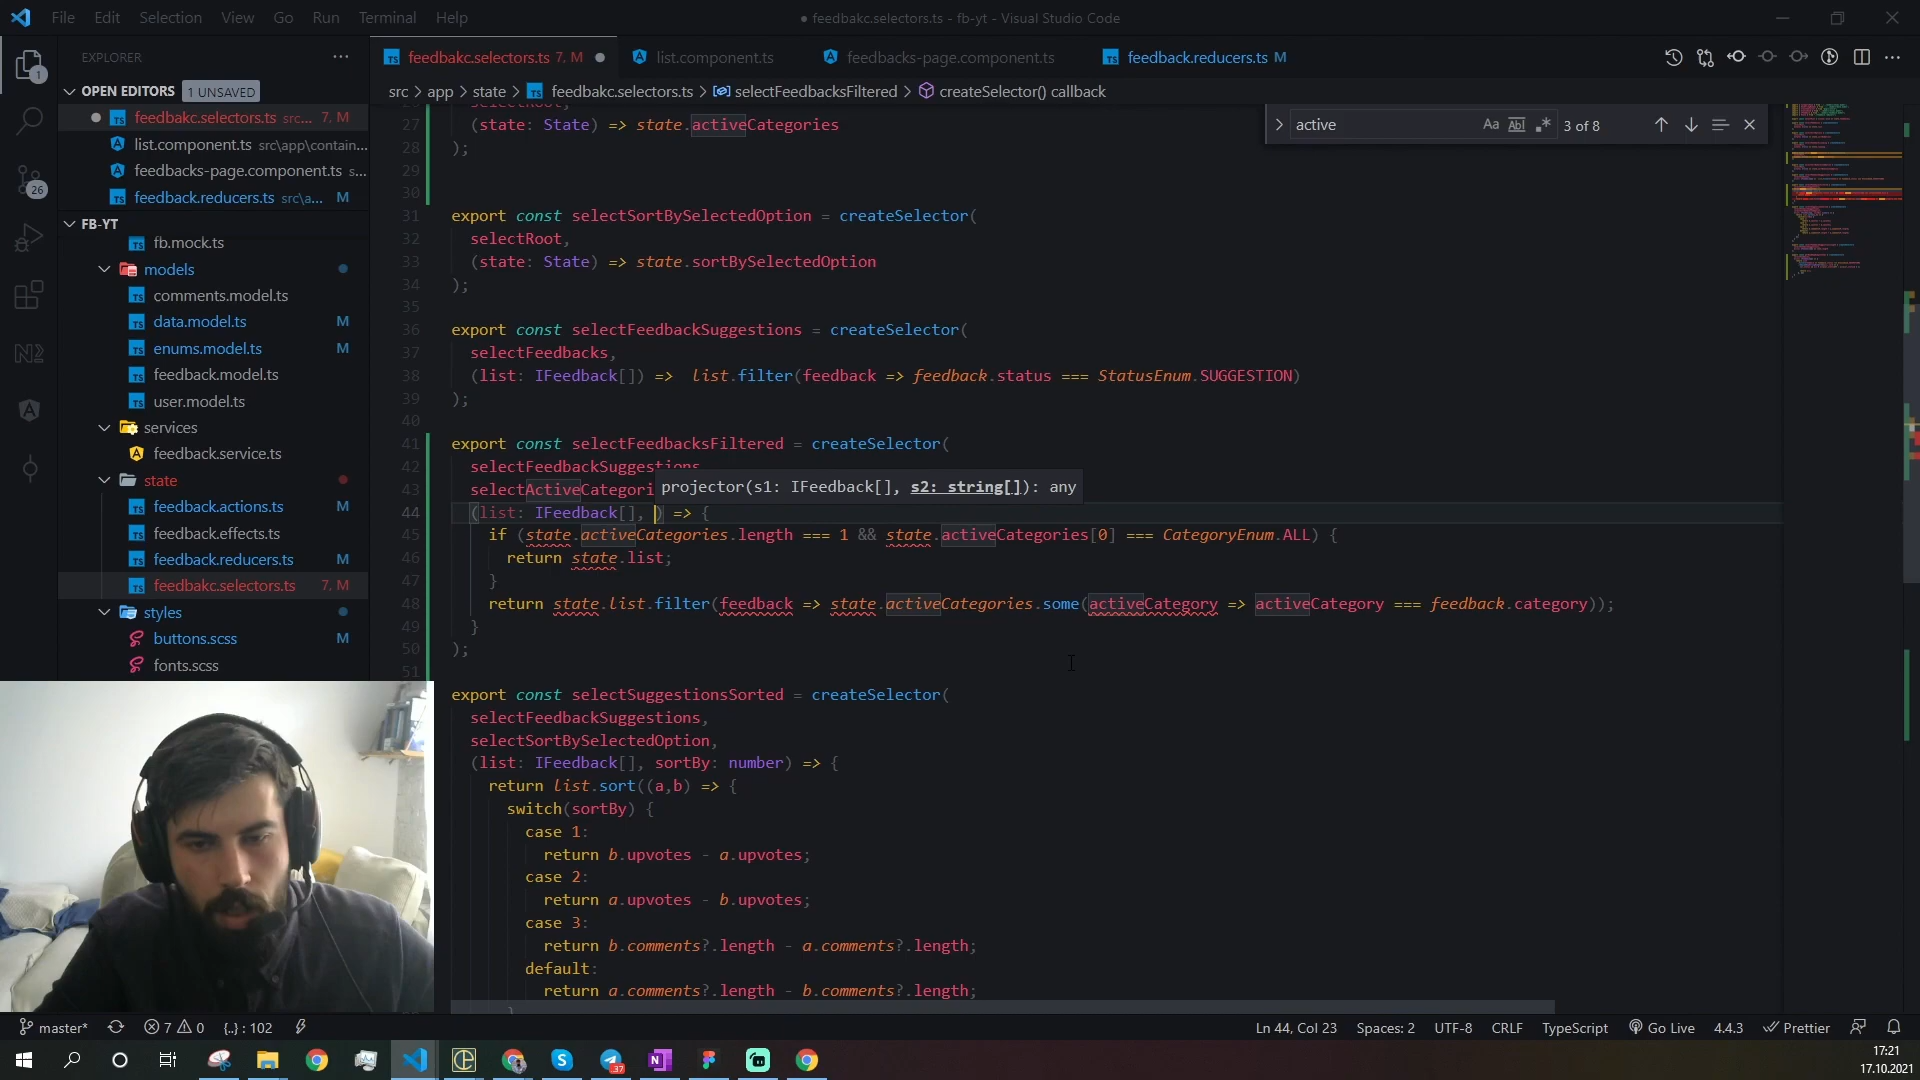 File Edit Selection View Go Run Terminal Help
● feedbakc.selectors.ts - fb-yt - Visual Studio Code
EXPLORER
feedbakc.selectors.ts 7, M
list.component.ts
feedbacks-page.component.ts
feedback.reducers.ts M
OPEN EDITORS 1 UNSAVED
feedbakc.selectors.ts src... 7, M
list.component.ts src\app\contain...
feedbacks-page.component.ts s...
feedback.reducers.ts src\a... M
FB-YT
fb.mock.ts
models
comments.model.ts
data.model.ts M
enums.model.ts M
feedback.model.ts
user.model.ts
services
feedback.service.ts
state
feedback.actions.ts M
feedback.effects.ts
feedback.reducers.ts M
feedbakc.selectors.ts 7, M
styles
buttons.scss M
fonts.scss
1
26
src > app > state > feedbakc.selectors.ts > selectFeedbacksFiltered > createSelector() callback
active Aa Abl 3 of 8
27 (state: State) => state.activeCategories
28 );
29
30
31 export const selectSortBySelectedOption = createSelector(
32 selectRoot,
33 (state: State) => state.sortBySelectedOption
34 );
35
36 export const selectFeedbackSuggestions = createSelector(
37 selectFeedbacks,
38 (list: IFeedback[]) => list.filter(feedback => feedback.status === StatusEnum.SUGGESTION)
39 );
40
41 export const selectFeedbacksFiltered = createSelector(
42 selectFeedbackSuggestions
43 selectActiveCategori
projector(s1: IFeedback[], s2: string[]): any
44 (list: IFeedback[], ) => {
45 if (state.activeCategories.length === 1 && state.activeCategories[0] === CategoryEnum.ALL) {
46 return state.list;
47 }
48 return state.list.filter(feedback => state.activeCategories.some(activeCategory => activeCategory === feedback.category));
49 }
50 );
51
export const selectSuggestionsSorted = createSelector(
selectFeedbackSuggestions,
selectSortBySelectedOption,
(list: IFeedback[], sortBy: number) => {
return list.sort((a,b) => {
switch(sortBy) {
case 1:
return b.upvotes - a.upvotes;
case 2:
return a.upvotes - b.upvotes;
case 3:
return b.comments?.length - a.comments?.length;
default:
return a.comments?.length - b.comments?.length;
master* 7 0 {..} : 102
Ln 44, Col 23 Spaces: 2 UTF-8 CRLF TypeScript Go Live 4.4.3 Prettier
37
17:21
17.10.2021